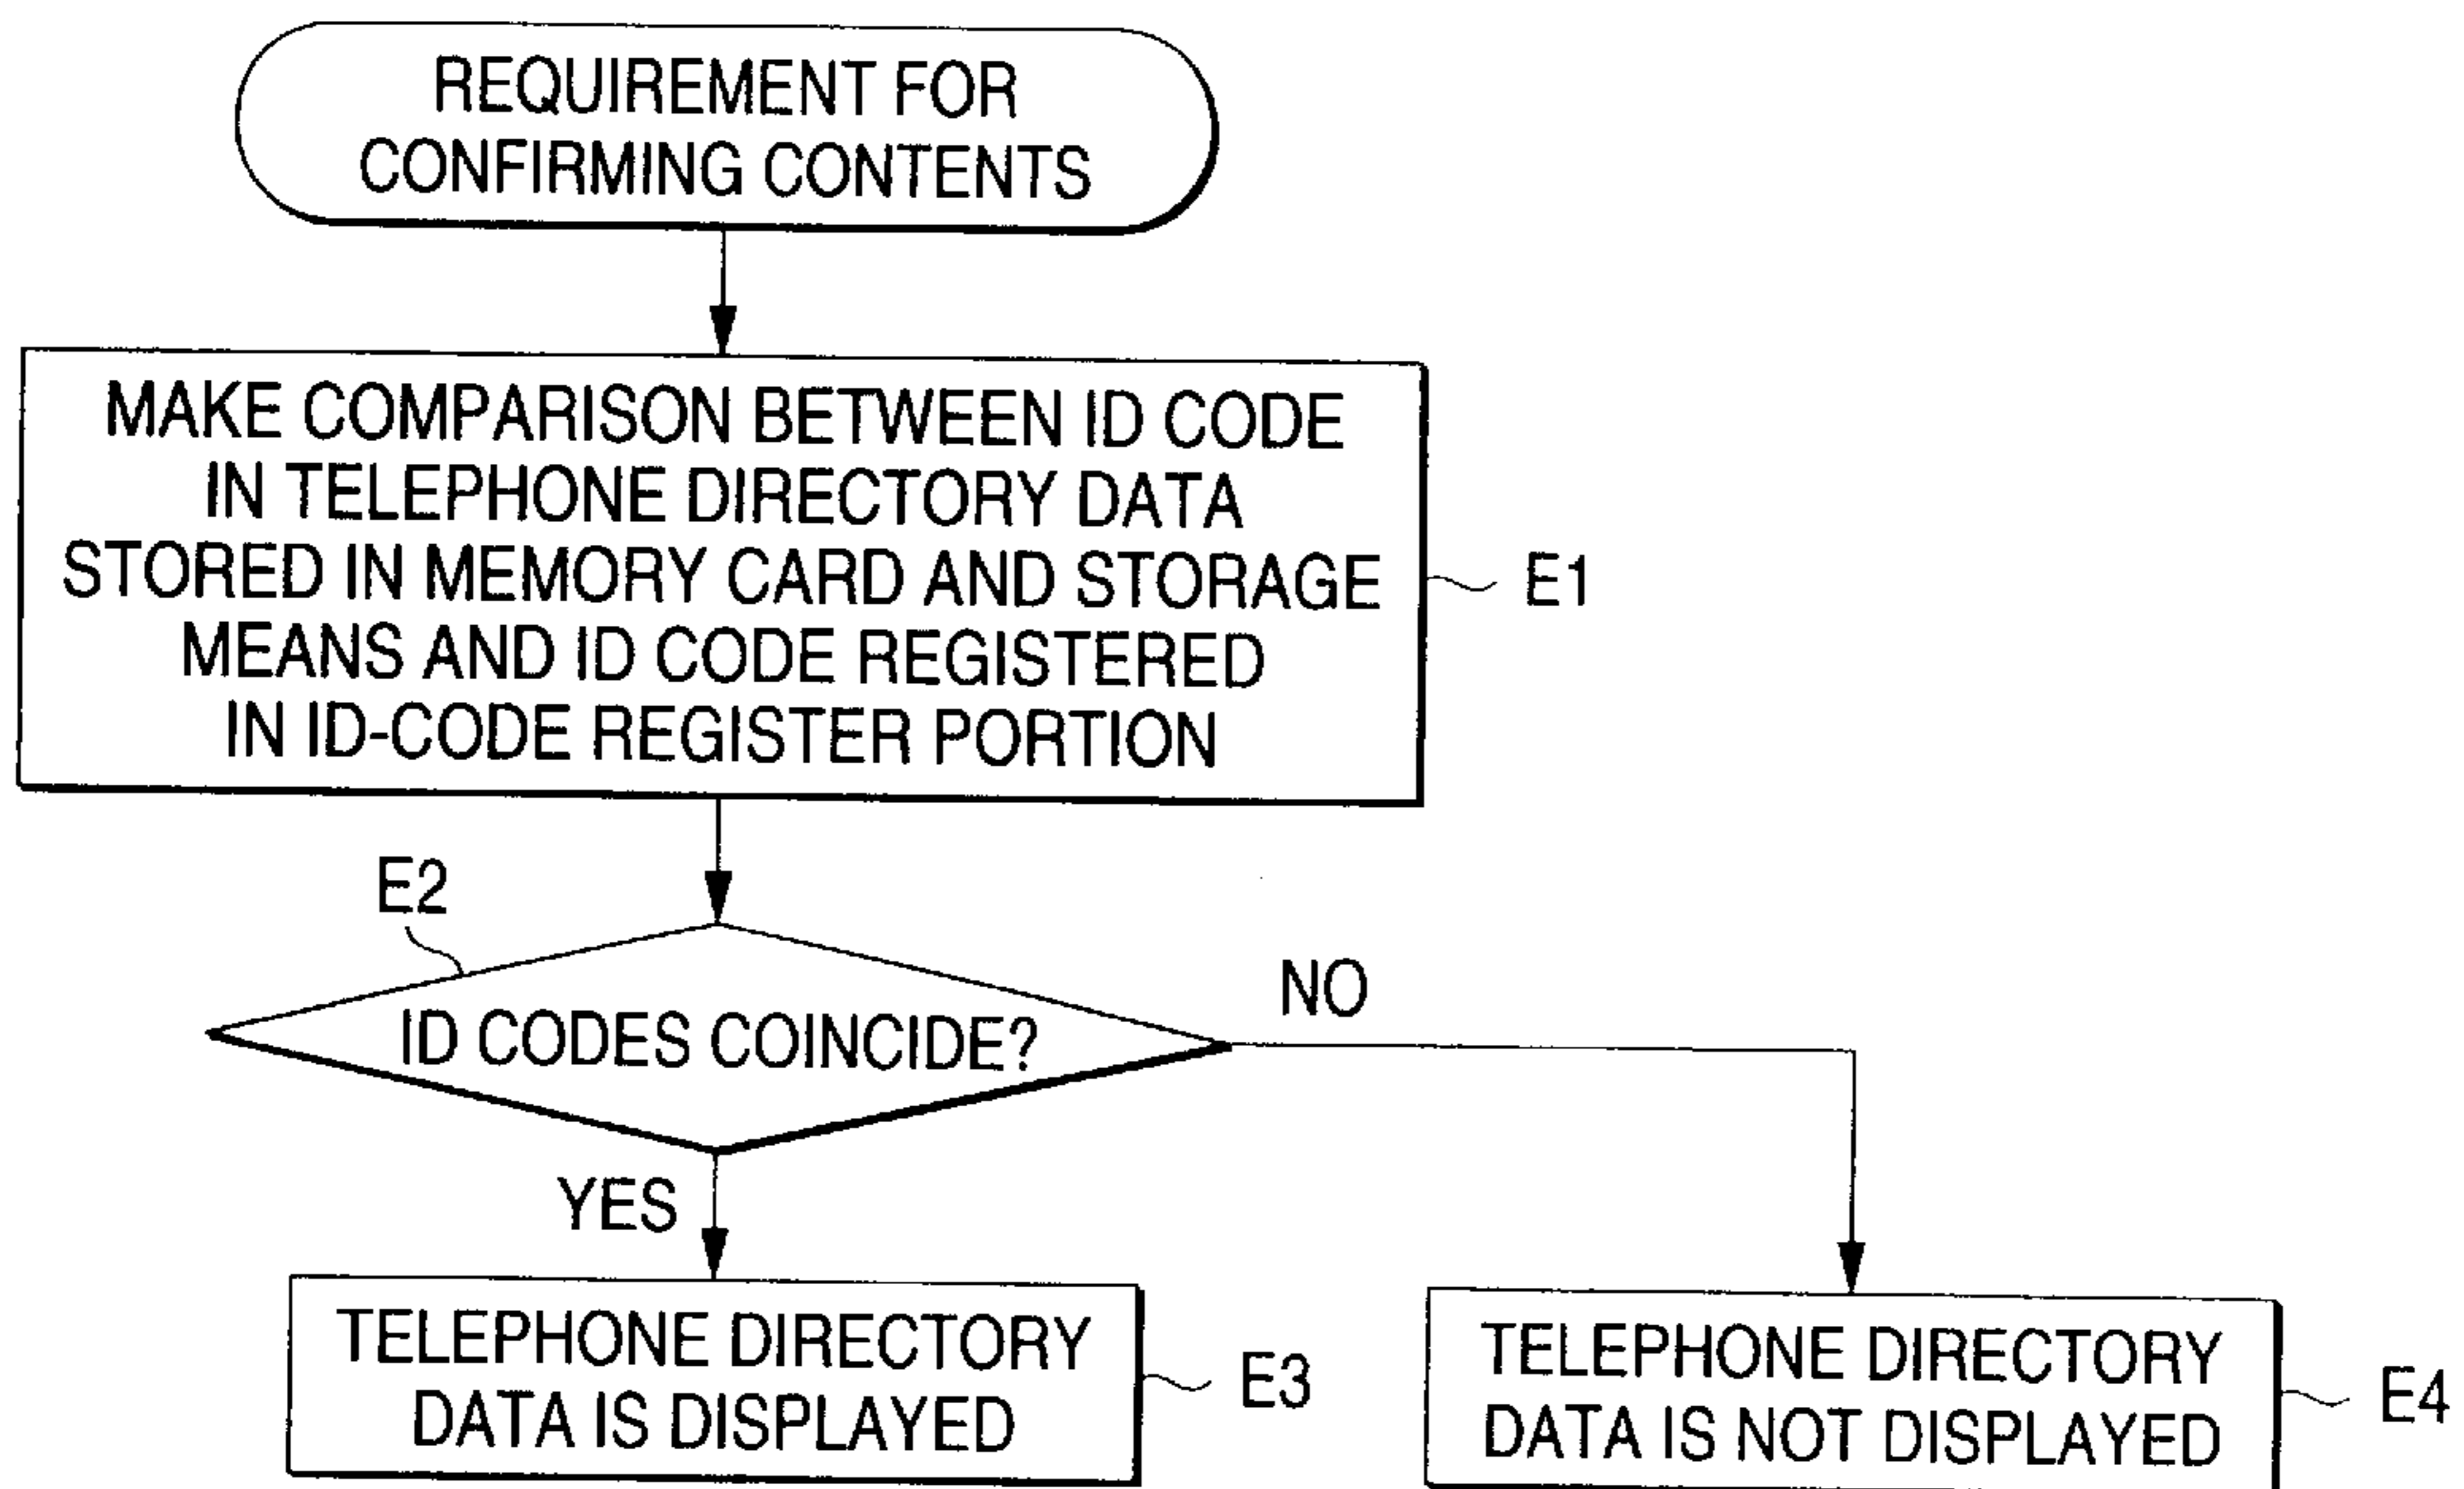 REQUIREMENT FOR
CONFIRMING CONTENTS
MAKE COMPARISON BETWEEN ID CODE
IN TELEPHONE DIRECTORY DATA
STORED IN MEMORY CARD AND STORAGE
MEANS AND ID CODE REGISTERED
IN ID-CODE REGISTER PORTION
E1
E2
ID CODES COINCIDE?
NO
YES
TELEPHONE DIRECTORY
DATA IS DISPLAYED
E3
TELEPHONE DIRECTORY
DATA IS NOT DISPLAYED
E4